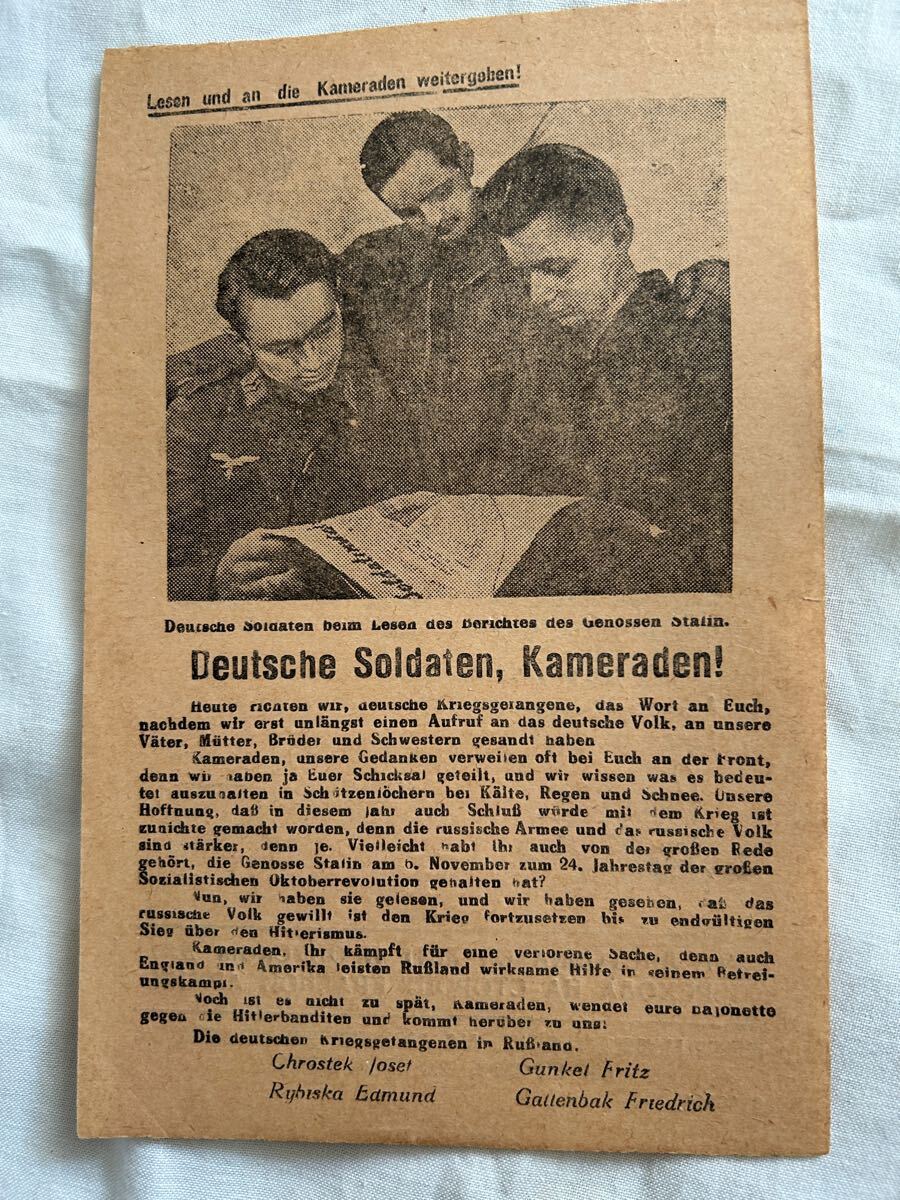 Lesen und an die Kameraden weitergeben!
Soldatenfreund
Deutsche Soldaten beim Lesen des Berichtes des Genossen Stalin.
Deutsche Soldaten, Kameraden!
Heute richten wir, deutsche Kriegsgefangene, das Wort an Euch,
nachdem wir erst unlängst einen Aufruf an das deutsche Volk, an unsere
Väter, Mütter, Brüder und Schwestern gesandt haben
Kameraden, unsere Gedanken verweilen oft bei Euch an der Front,
denn wir haben ja Euer Schicksal geteilt, und wir wissen was es bedeu-
tet auszuhalten in Schützenlöchern bei Kälte, Regen und Schnee. Unsere
Hoffnung, daß in diesem Jahr auch Schluß würde mit dem Krieg ist
zunichte gemacht worden, denn die russische Armee und das russische Volk
sind stärker, denn je. Vielleicht habt Ihr auch von der großen Rede
gehört, die Genosse Stalin am 6. November zum 24. Jahrestag der großen
Sozialistischen Oktoberrevolution gehalten hat?
Nun, wir haben sie gelesen, und wir haben gesehen, daß das
russische Volk gewillt ist den Krieg fortzusetzen bis zu endgültigen
Sieg über den Hitlerismus.
Kameraden, Ihr kämpft für eine verlorene Sache, denn auch
England und Amerika leisten Rußland wirksame Hilfe in seinem Befrei-
ungskampf.
Noch ist es nicht zu spät, Kameraden, wendet eure Bajonette
gegen die Hitlerbanditen und kommt herüber zu uns!
Die deutschen Kriegsgefangenen in Rußland.
Chrostek Josef Gunkel Fritz
Rybiska Edmund Gallenbak Friedrich